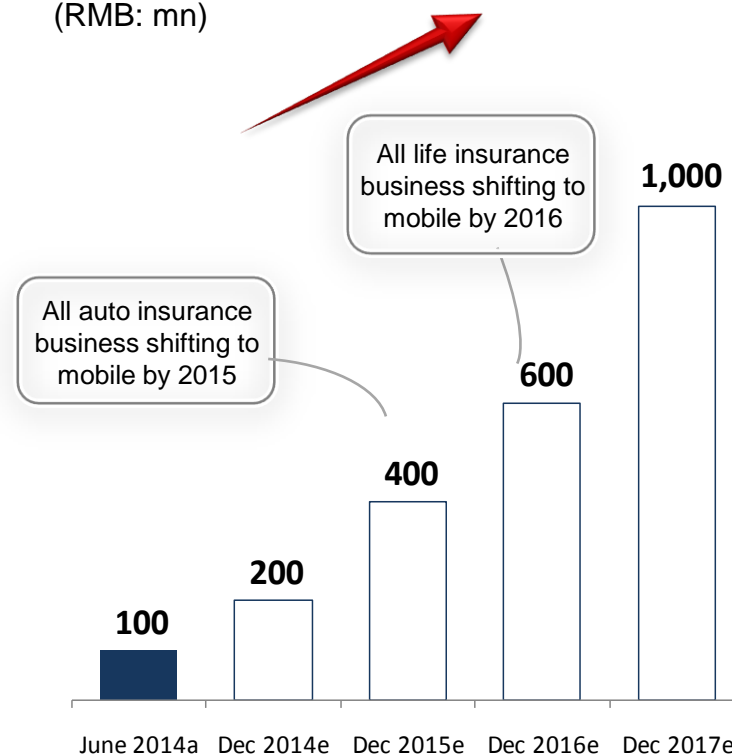 (RMB: mn)
All life insurance
business shifting to
mobile by 2016
1,000
All auto insurance
business shifting to
mobile by 2015
600
400
200
100
June 2014a Dec 2014e Dec 2015e Dec 2016e Dec 2017e